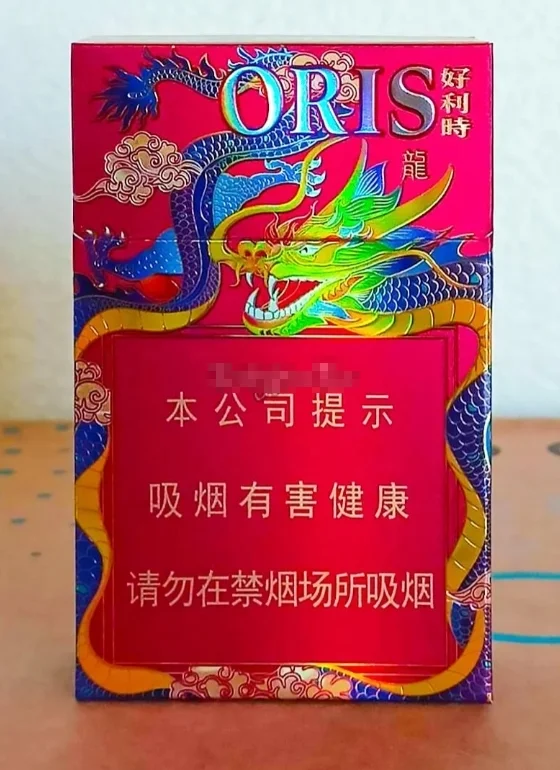 ORIS
好利時
龍
本公司提示
吸烟有害健康
请勿在禁烟场所吸烟